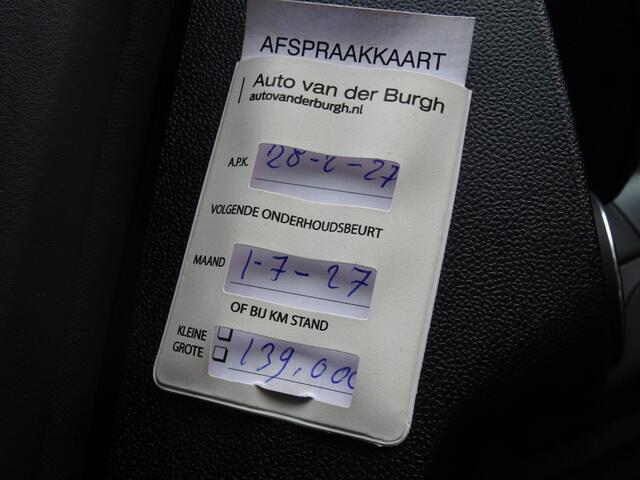 AFSPRAAKKAART
Auto van der Burgh
autovanderburgh.nl
A.P.K. 28-2-27
VOLGENDE ONDERHOUDSBEURT
MAAND 1-7-27
OF BIJ KM STAND
KLEINE
GROTE 139,000